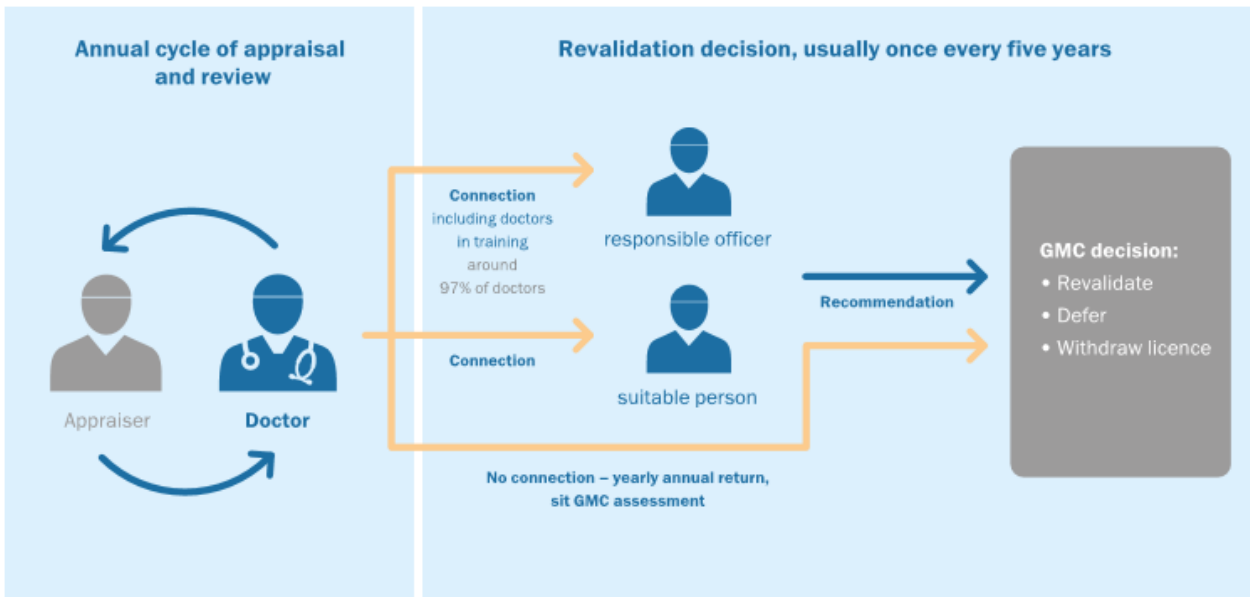 Annual cycle of appraisal
and review
Appraiser
Doctor
Revalidation decision, usually once every five years
Connection
including doctors
in training
around
97% of doctors
responsible officer
Connection
suitable person
No connection – yearly annual return,
sit GMC assessment
Recommendation
GMC decision:
• Revalidate
• Defer
• Withdraw licence